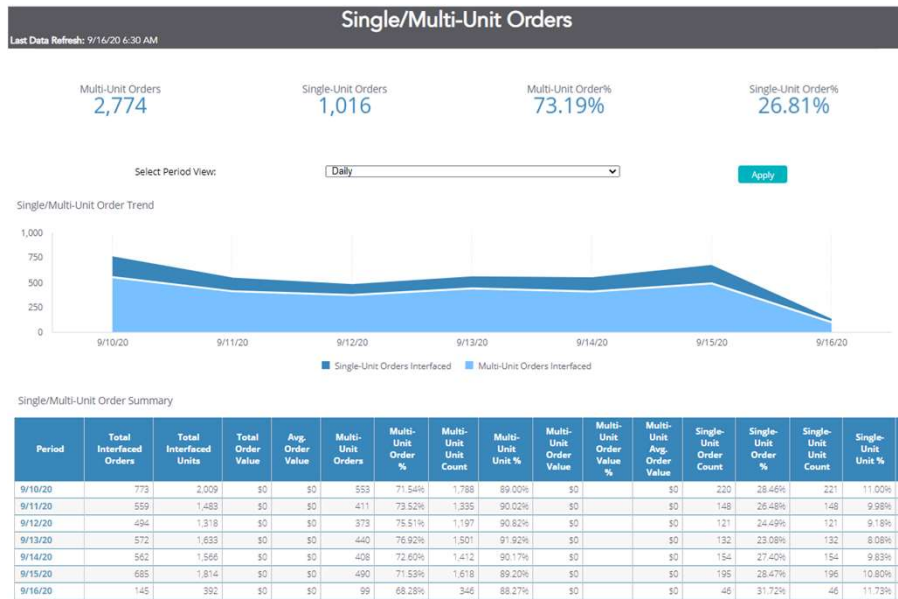 Single/Multi-Unit Orders
Last Data Refresh: 9/16/20 6:30 AM
Multi-Unit Orders Single-Unit Orders Multi-Unit Order% Single-Unit Order%
2,774 1,016 73.19% 26.81%
Select Period View: Daily Apply
Single/Multi-Unit Order Trend
1,000
750
500
250
0
9/10/20 9/11/20 9/12/20 9/13/20 9/14/20 9/15/20 9/16/20
Single-Unit Orders Interfaced Multi-Unit Orders Interfaced
Single/Multi-Unit Order Summary
Period Total Interfaced Orders Total Interfaced Units Total Order Value Avg. Order Value Multi-Unit Orders Multi-Unit Order % Multi-Unit Unit Count Multi-Unit Unit % Multi-Unit Order Value Multi-Unit Order Value % Multi-Unit Avg. Order Value Single-Unit Order Count Single-Unit Order % Single-Unit Unit Count Single-Unit Unit %
9/10/20 773 2,009 $0 $0 553 71.54% 1,788 89.00% $0 $0 220 28.46% 221 11.00%
9/11/20 559 1,483 $0 $0 411 73.52% 1,335 90.02% $0 $0 148 26.48% 148 9.98%
9/12/20 494 1,318 $0 $0 373 75.51% 1,197 90.82% $0 $0 121 24.49% 121 9.18%
9/13/20 572 1,633 $0 $0 440 76.92% 1,501 91.92% $0 $0 132 23.08% 132 8.08%
9/14/20 562 1,566 $0 $0 408 72.60% 1,412 90.17% $0 $0 154 27.40% 154 9.83%
9/15/20 685 1,814 $0 $0 490 71.53% 1,618 89.20% $0 $0 195 28.47% 196 10.80%
9/16/20 145 392 $0 $0 99 68.28% 346 88.27% $0 $0 46 31.72% 46 11.73%